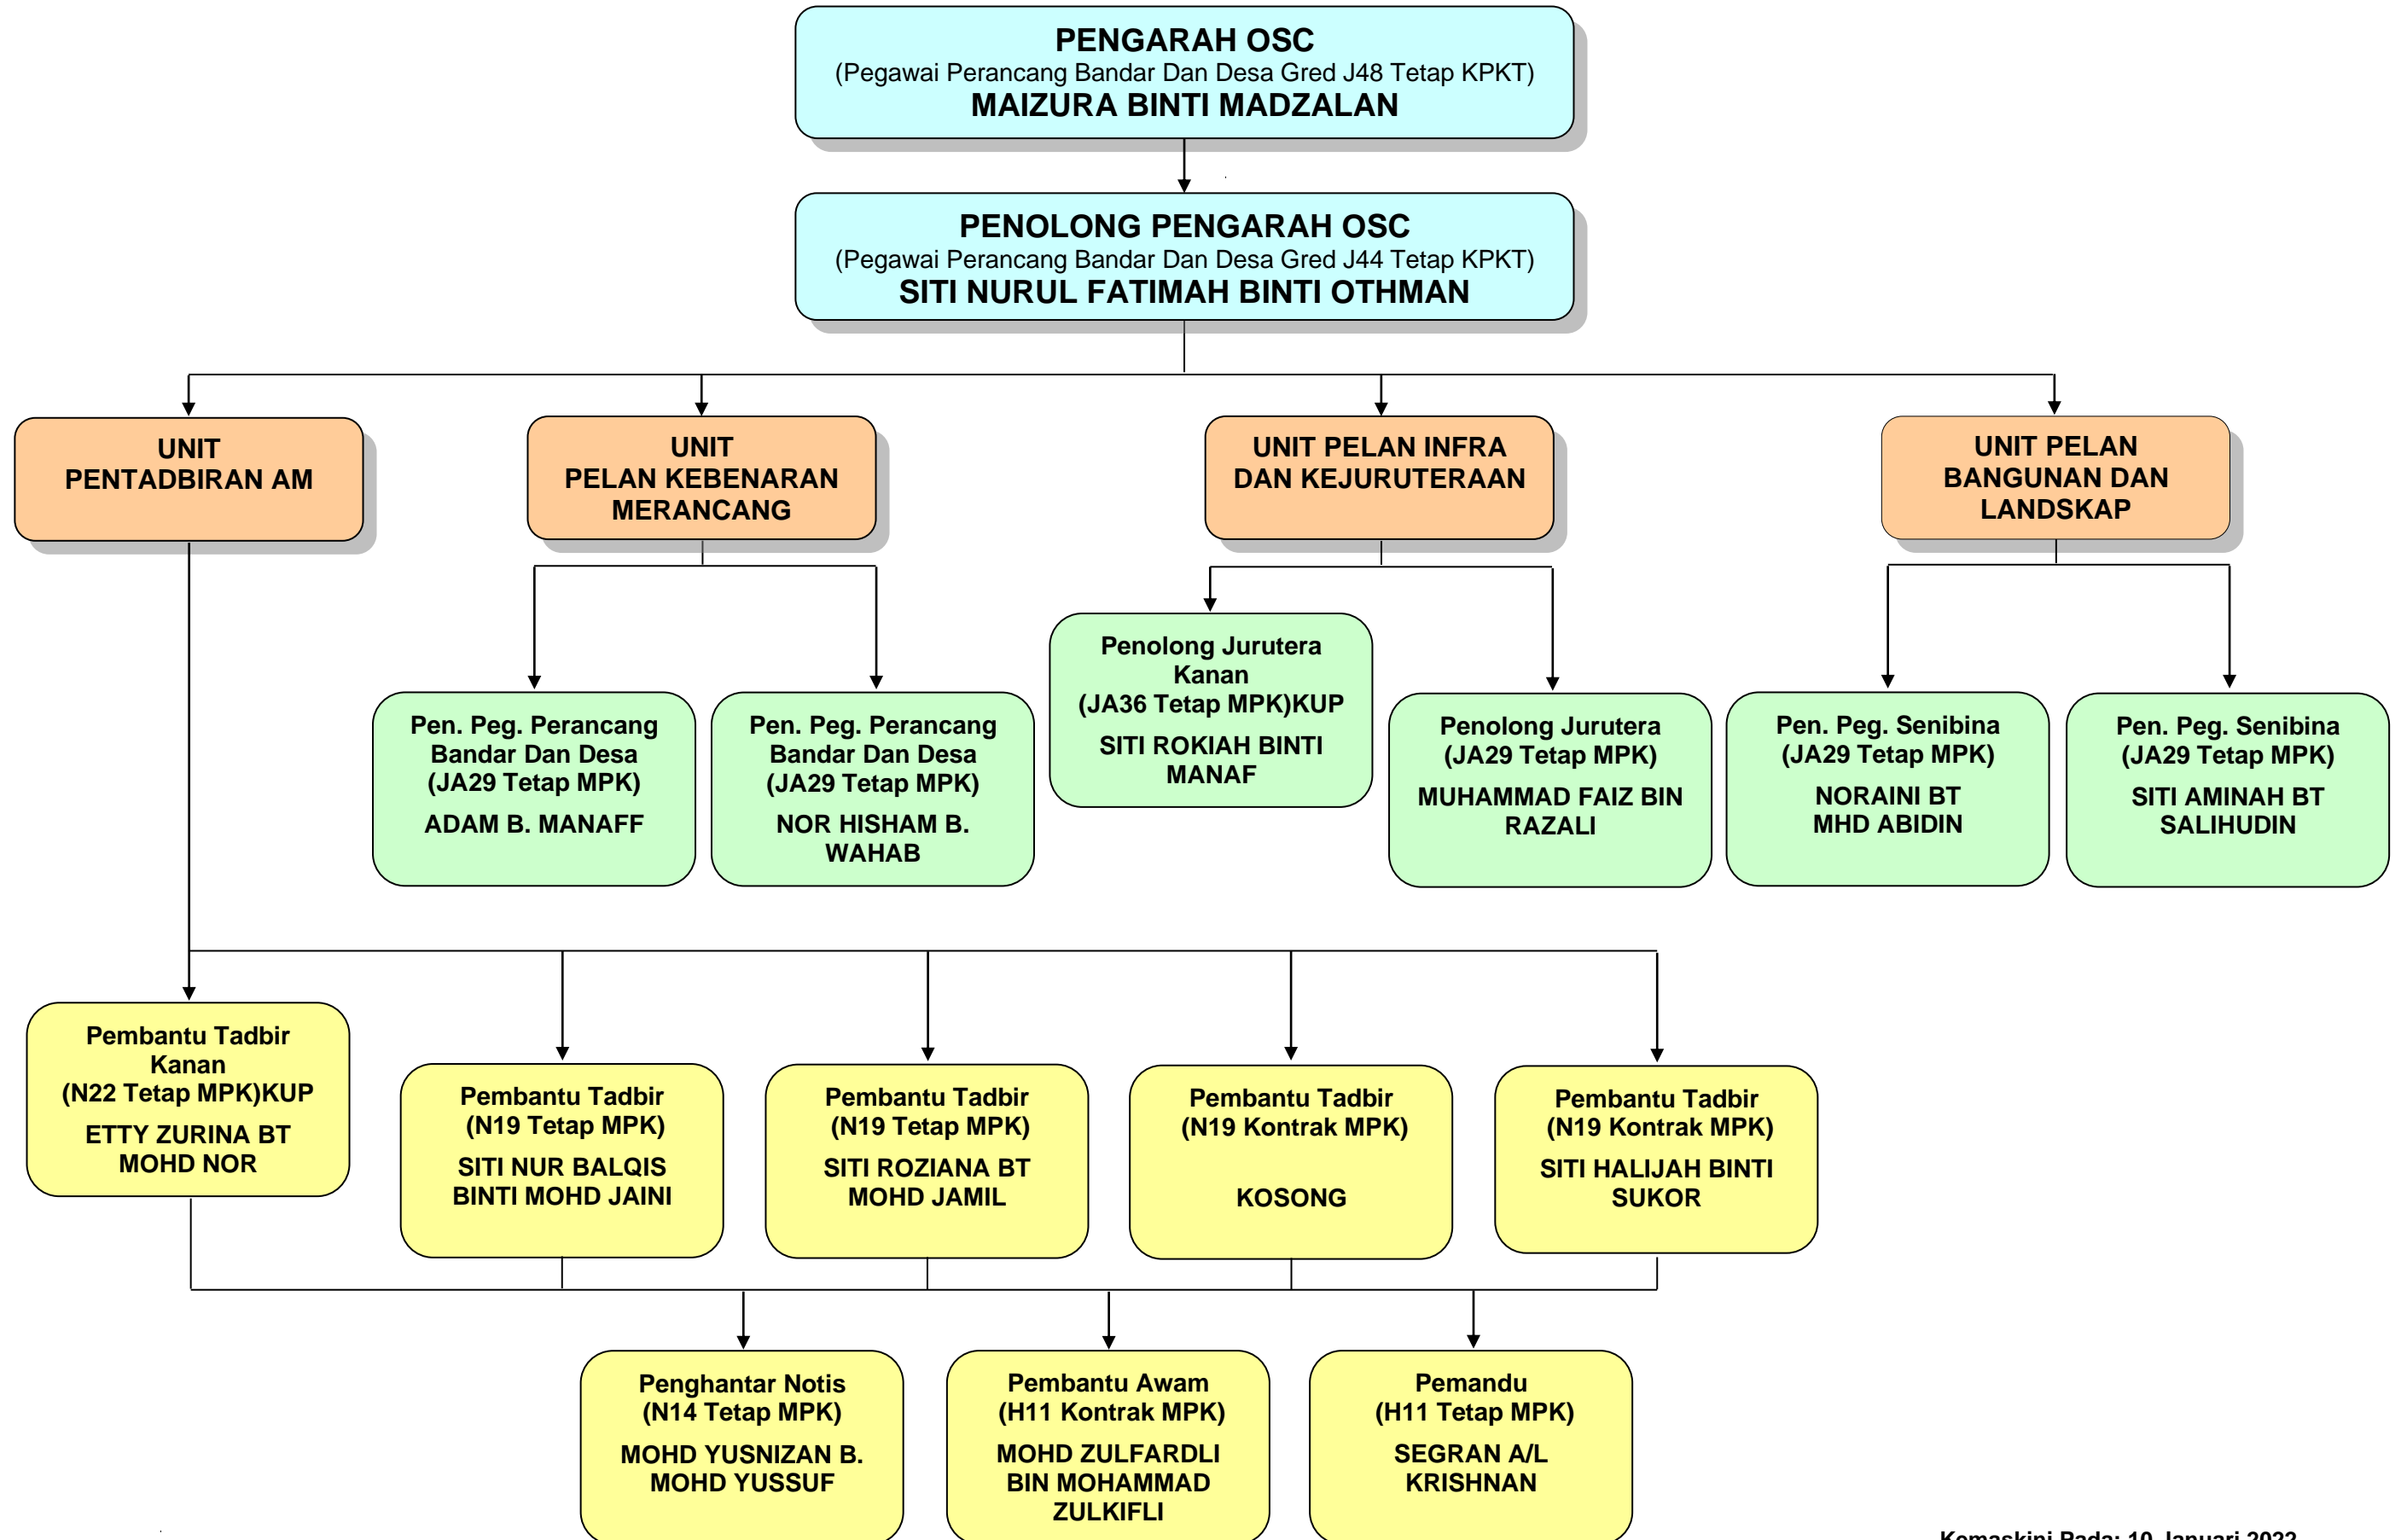 PENGARAH OSC
(Pegawai Perancang Bandar Dan Desa Gred J48 Tetap KPKT)
MAIZURA BINTI MADZALAN
PENOLONG PENGARAH OSC
(Pegawai Perancang Bandar Dan Desa Gred J44 Tetap KPKT)
SITI NURUL FATIMAH BINTI OTHMAN
UNIT
PENTADBIRAN AM
UNIT
PELAN KEBENARAN
MERANCANG
UNIT PELAN INFRA
DAN KEJURUTERAAN
UNIT PELAN
BANGUNAN DAN
LANDSKAP
Pen. Peg. Perancang
Bandar Dan Desa
(JA29 Tetap MPK)
ADAM B. MANAFF
Pen. Peg. Perancang
Bandar Dan Desa
(JA29 Tetap MPK)
NOR HISHAM B.
WAHAB
Penolong Jurutera
Kanan
(JA36 Tetap MPK)KUP
SITI ROKIAH BINTI
MANAF
Penolong Jurutera
(JA29 Tetap MPK)
MUHAMMAD FAIZ BIN
RAZALI
Pen. Peg. Senibina
(JA29 Tetap MPK)
NORAINI BT
MHD ABIDIN
Pen. Peg. Senibina
(JA29 Tetap MPK)
SITI AMINAH BT
SALIHUDIN
Pembantu Tadbir
Kanan
(N22 Tetap MPK)KUP
ETTY ZURINA BT
MOHD NOR
Pembantu Tadbir
(N19 Tetap MPK)
SITI NUR BALQIS
BINTI MOHD JAINI
Pembantu Tadbir
(N19 Tetap MPK)
SITI ROZIANA BT
MOHD JAMIL
Pembantu Tadbir
(N19 Kontrak MPK)
KOSONG
Pembantu Tadbir
(N19 Kontrak MPK)
SITI HALIJAH BINTI
SUKOR
Penghantar Notis
(N14 Tetap MPK)
MOHD YUSNIZAN B.
MOHD YUSSUF
Pembantu Awam
(H11 Kontrak MPK)
MOHD ZULFARDLI
BIN MOHAMMAD
ZULKIFLI
Pemandu
(H11 Tetap MPK)
SEGRAN A/L
KRISHNAN
Kemaskini Pada: 10 Januari 2022